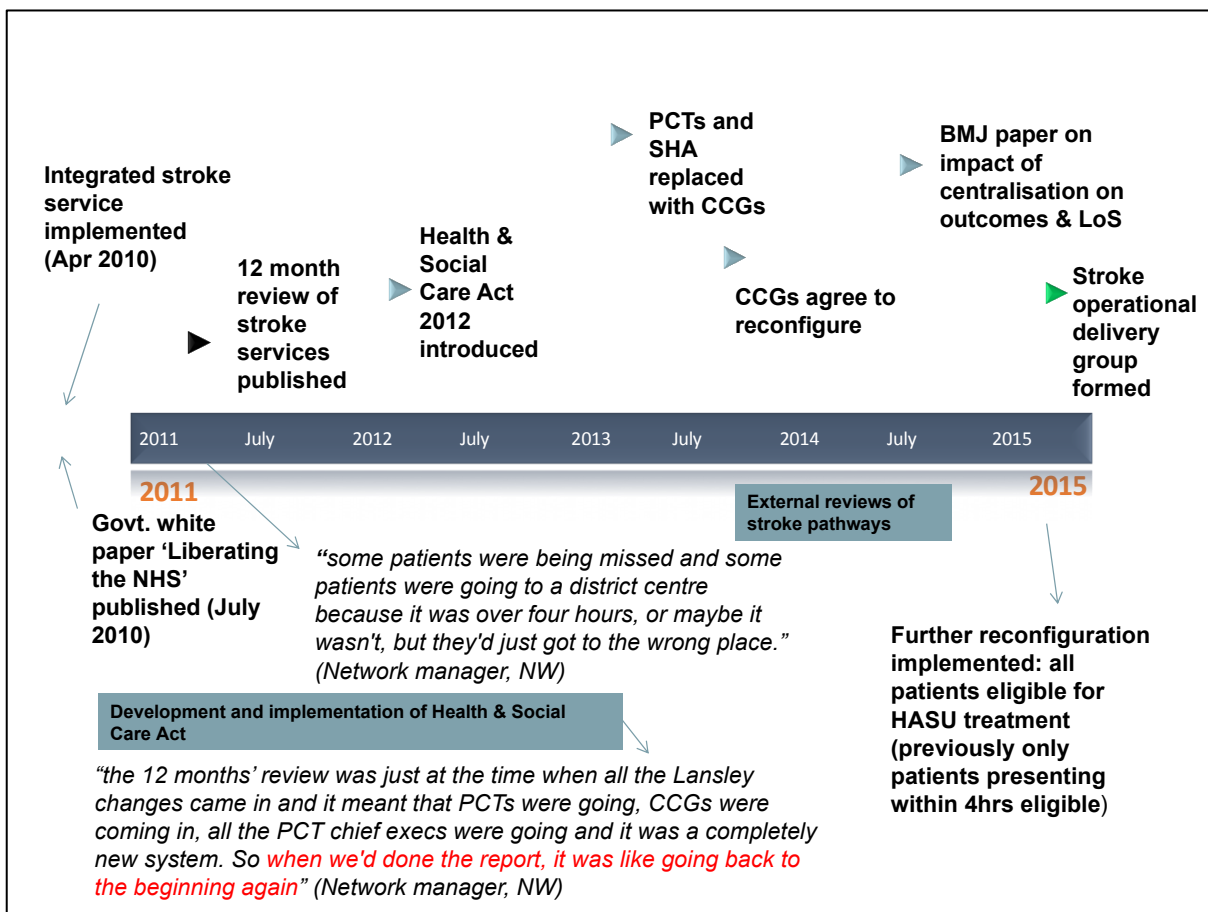 Integrated stroke
service
implemented
(Apr 2010)
12 month
review of
stroke
services
published
Health &
Social
Care Act
2012
introduced
PCTs and
SHA
replaced
with CCGs
CCGs agree to
reconfigure
BMJ paper on
impact of
centralisation on
outcomes & LoS
Stroke
operational
delivery
group
formed
2011 July 2012 July 2013 July 2014 July 2015
2011 2015
Govt. white
paper ‘Liberating
the NHS’
published (July
2010)
“some patients were being missed and some
patients were going to a district centre
because it was over four hours, or maybe it
wasn't, but they'd just got to the wrong place.”
(Network manager, NW)
External reviews of
stroke pathways
Further reconfiguration
implemented: all
patients eligible for
HASU treatment
(previously only
patients presenting
within 4hrs eligible)
Development and implementation of Health & Social
Care Act
“the 12 months’ review was just at the time when all the Lansley
changes came in and it meant that PCTs were going, CCGs were
coming in, all the PCT chief execs were going and it was a completely
new system. So when we'd done the report, it was like going back to
the beginning again” (Network manager, NW)